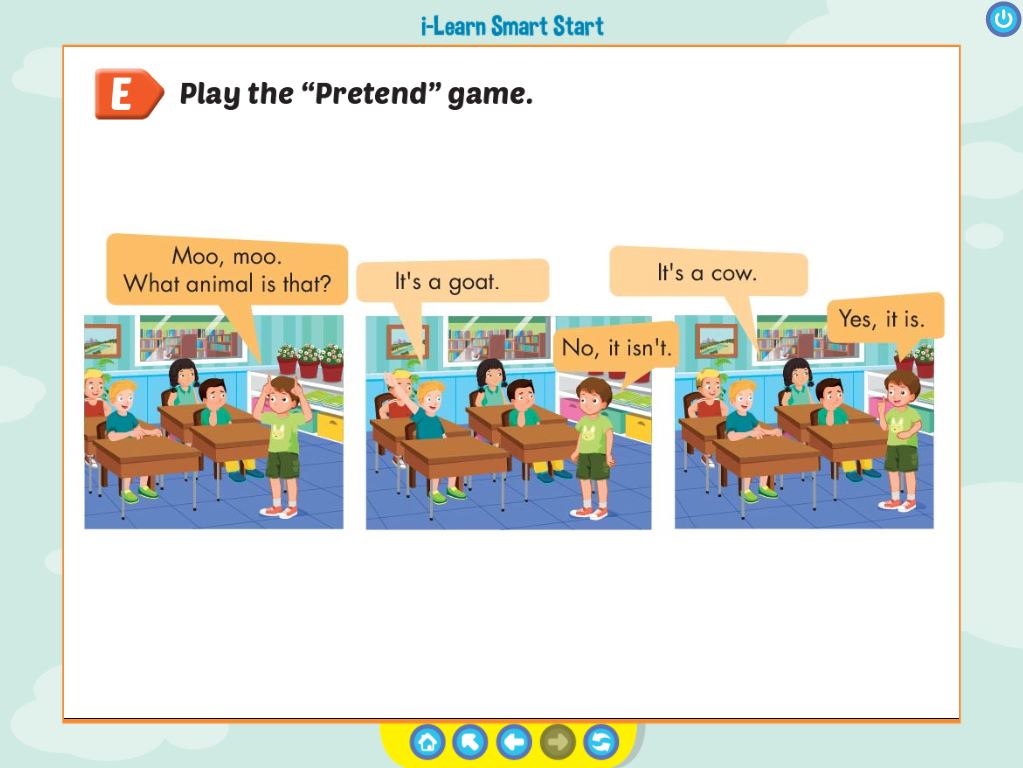 i-Learn Smart Start
E
Play the “Pretend” game.
Moo, moo.
What animal is that?
It's a goat.
No, it isn't.
It's a cow.
Yes, it is.